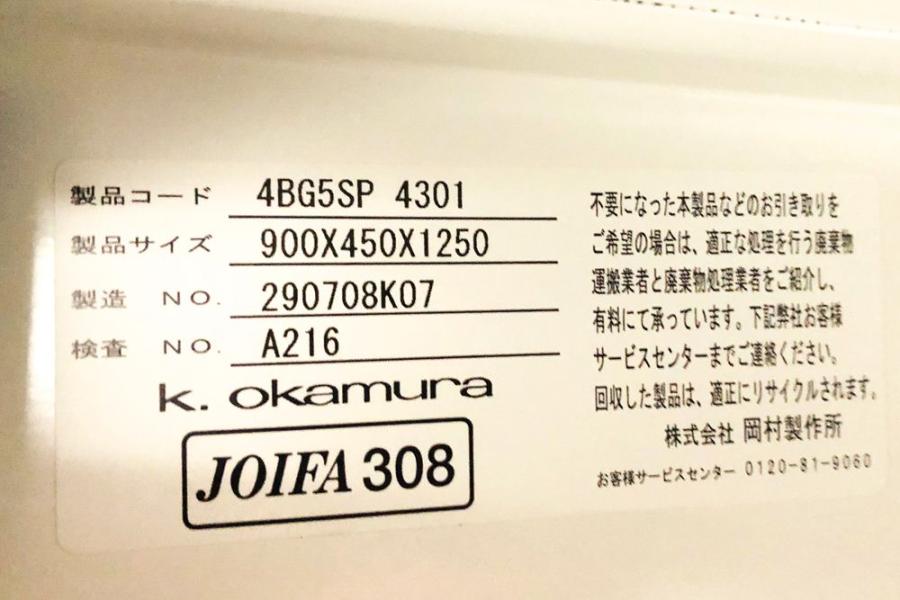 製品コード 4BG5SP 4301
製品サイズ 900X450X1250
製造 NO. 290708K07
検査 NO. A216
k. okamura
JOIFA 308
不要になった本製品などのお引き取りを
ご希望の場合は、適正な処理を行う廃棄物
運搬業者と廃棄物処理業者をご紹介し、
有料にて承っています。下記弊社お客様
サービスセンターまでご連絡ください。
回収した製品は、適正にリサイクルされます。
株式会社 岡村製作所
お客様サービスセンター 0120-81-9060